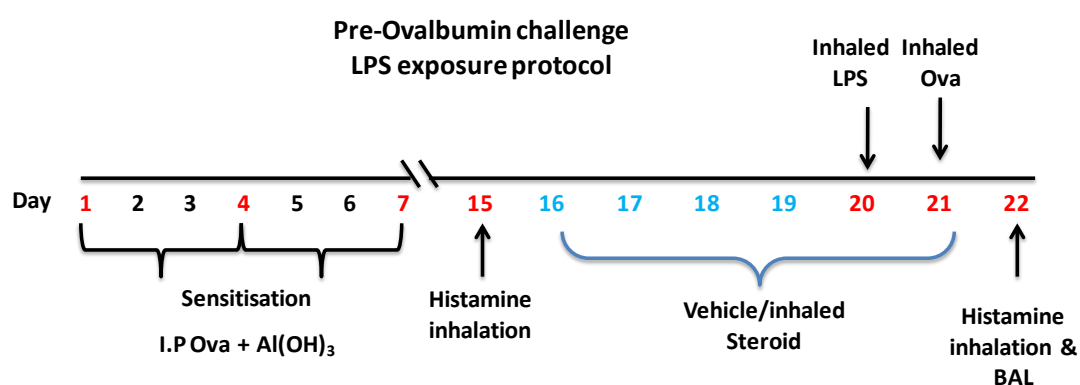 Pre-Ovalbumin challenge
LPS exposure protocol
Inhaled LPS
Inhaled Ova
Day 1 2 3 4 5 6 7 15 16 17 18 19 20 21 22
Sensitisation
I.P Ova + Al(OH)₃
Histamine inhalation
Vehicle/inhaled Steroid
Histamine inhalation & BAL